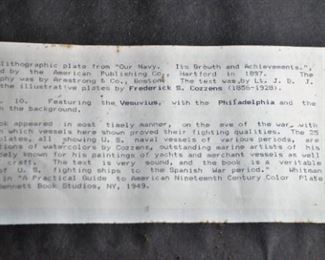 lithographic plate from "Our Navy. Its Growth and Achievements.",
d by the American Publishing Co., Hartford in 1897. The
phy was by Armstrong & Co., Boston. The text was by Lt. J. D. J.
the illustrative plates by Frederick S. Cozzens (1856-1928).
10. Featuring the Vesuvius, with the Philadelphia and the
n the background.
ok appeared in most timely manner, on the eve of the war with
n which vessels here shown proved their fighting qualities. The 25
plates, all showing U. S. naval vessels of various periods, are
tions of watercolors by Cozzens, outstanding marine artist of his
dely known for his paintings of yachts and merchant vessels as well
craft. The text is very sound, and the book is a veritable
of U. S. fighting ships to the Spanish War period." Whitman
in "A Practical Guide to American Nineteenth Century Color Plate
Bennett Book Studios, NY, 1949.